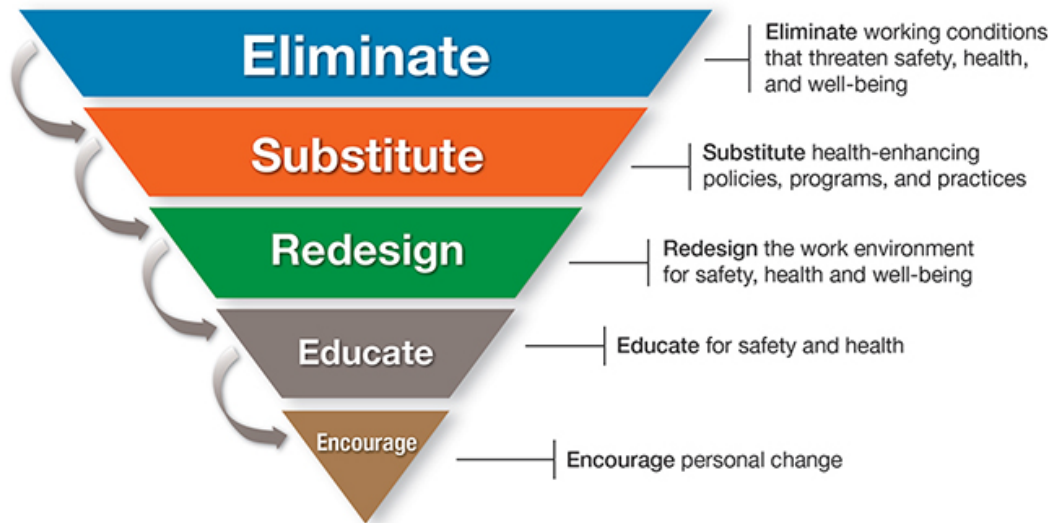 Eliminate
Eliminate working conditions
that threaten safety, health,
and well-being
Substitute
Substitute health-enhancing
policies, programs, and practices
Redesign
Redesign the work environment
for safety, health and well-being
Educate
Educate for safety and health
Encourage
Encourage personal change